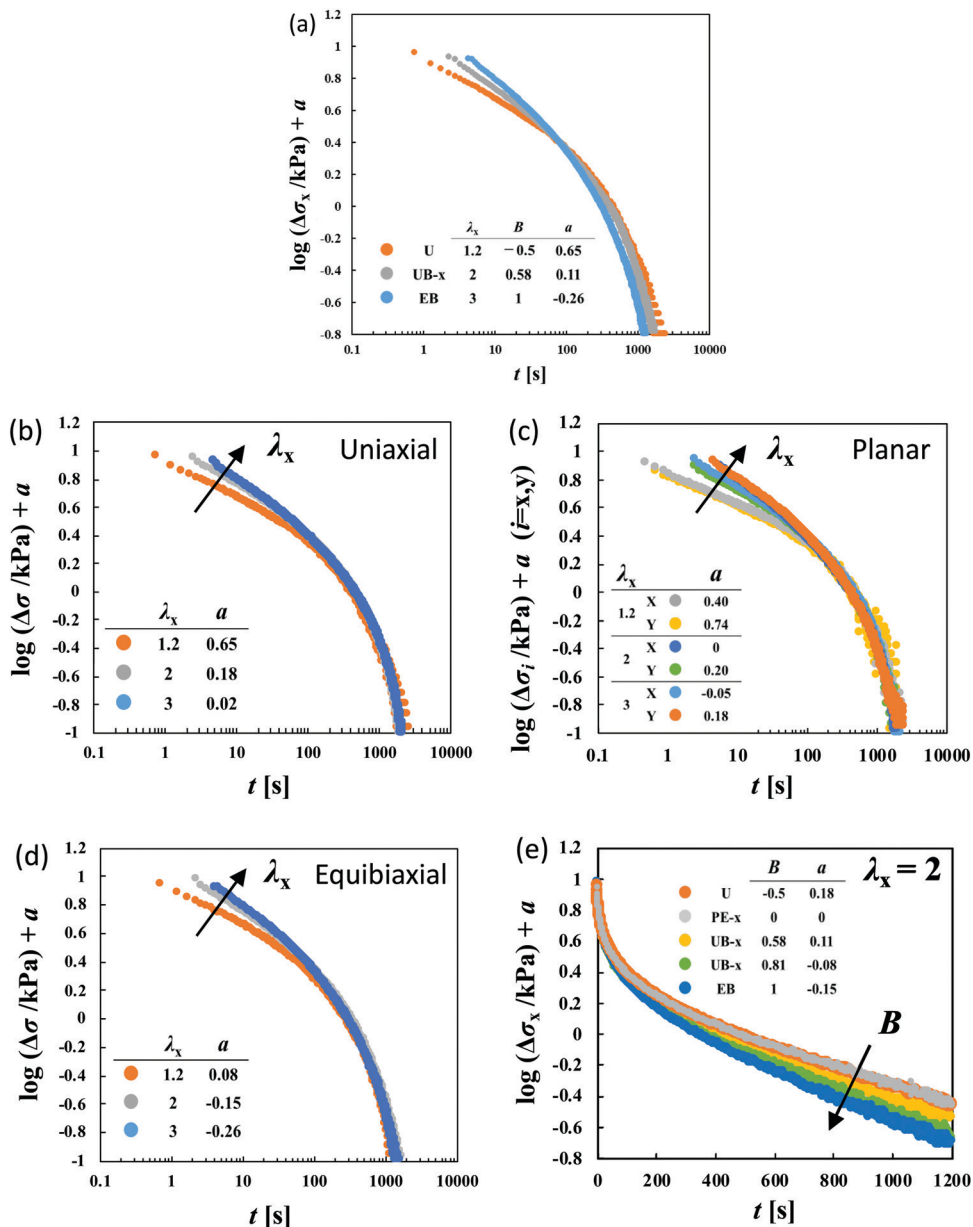 (a)
1.2
1
0.8
0.6
0.4
0.2
0
-0.2
-0.4
-0.6
-0.8
log (Δσx /kPa) + a
λx B a
U 1.2 −0.5 0.65
UB-x 2 0.58 0.11
EB 3 1 -0.26
0.1 1 10 100 1000 10000
t [s]
(b)
Uniaxial
λx
1.2
1
0.8
0.6
0.4
0.2
0
-0.2
-0.4
-0.6
-0.8
-1
log (Δσ /kPa) + a
λx a
1.2 0.65
2 0.18
3 0.02
0.1 1 10 100 1000 10000
t [s]
(c)
Planar
λx
1.2
1
0.8
0.6
0.4
0.2
0
-0.2
-0.4
-0.6
-0.8
-1
log (Δσi /kPa) + a (i=x,y)
λx a
1.2 X 0.40
Y 0.74
2 X 0
Y 0.20
3 X -0.05
Y 0.18
0.1 1 10 100 1000 10000
t [s]
(d)
Equibiaxial
λx
1.2
1
0.8
0.6
0.4
0.2
0
-0.2
-0.4
-0.6
-0.8
-1
log (Δσ /kPa) + a
λx a
1.2 0.08
2 -0.15
3 -0.26
0.1 1 10 100 1000 10000
t [s]
(e)
λx = 2
1.2
1
0.8
0.6
0.4
0.2
0
-0.2
-0.4
-0.6
-0.8
log (Δσx /kPa) + a
B a
U -0.5 0.18
PE-x 0 0
UB-x 0.58 0.11
UB-x 0.81 -0.08
EB 1 -0.15
B
0 200 400 600 800 1000 1200
t [s]